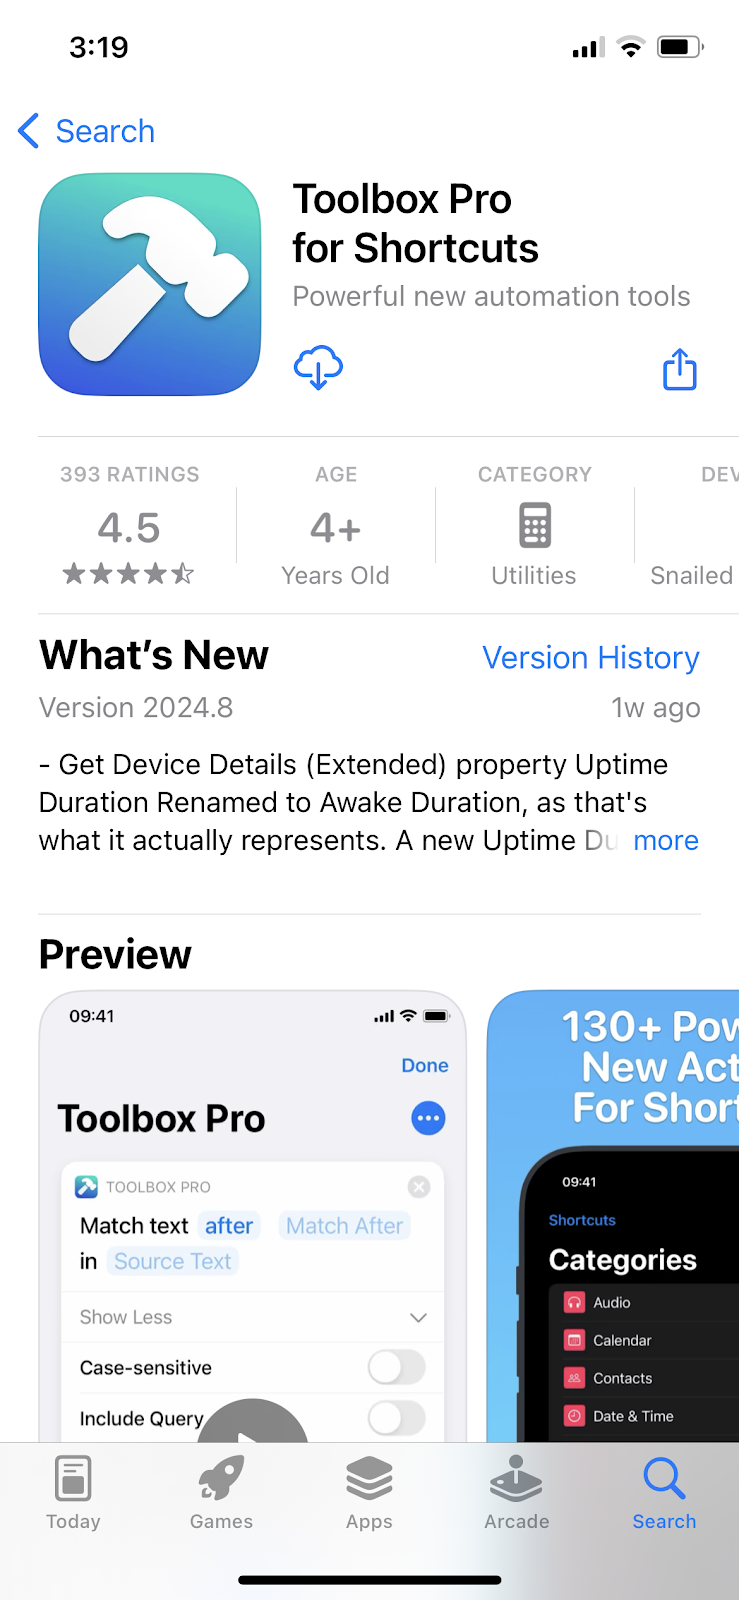 3:19
Search
Toolbox Pro
for Shortcuts
Powerful new automation tools
393 RATINGS
4.5
AGE
4+
Years Old
CATEGORY
Utilities
DEV
Snailed
What's New
Version History
Version 2024.8
1w ago
- Get Device Details (Extended) property Uptime
Duration Renamed to Awake Duration, as that's
what it actually represents. A new Uptime Du more
Preview
09:41
Done
Toolbox Pro
TOOLBOX PRO
Match text after Match After
in Source Text
Show Less
Case-sensitive
Include Query
130+ Pow
New Act
For Short
09:41
Shortcuts
Categories
Audio
Calendar
Contacts
Date & Time
Today
Games
Apps
Arcade
Search